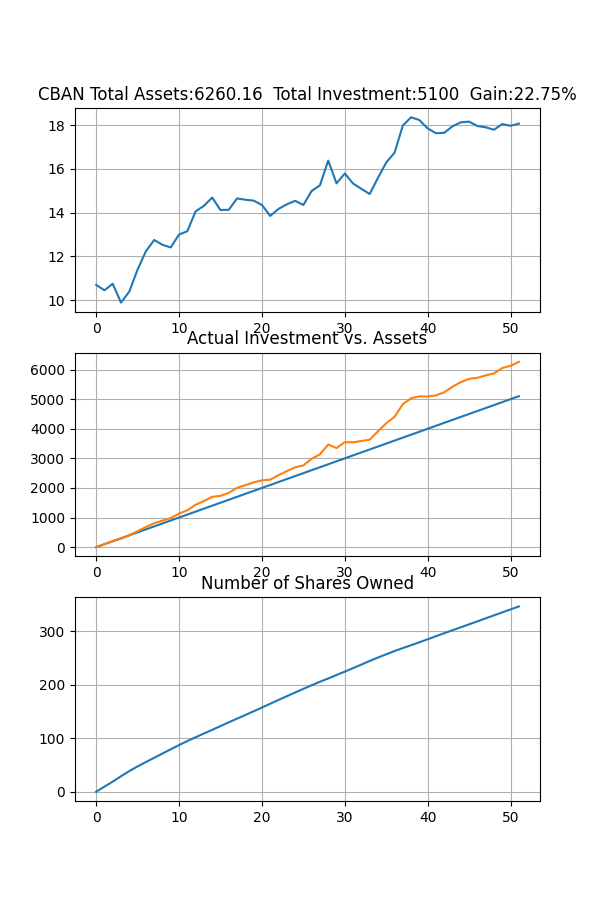 CBAN Total Assets:6260.16  Total Investment:5100  Gain:22.75%
18
16
14
12
10
0 10 20 30 40 50
Actual Investment vs. Assets
6000
5000
4000
3000
2000
1000
0
0 10 20 30 40 50
Number of Shares Owned
300
200
100
0
0 10 20 30 40 50